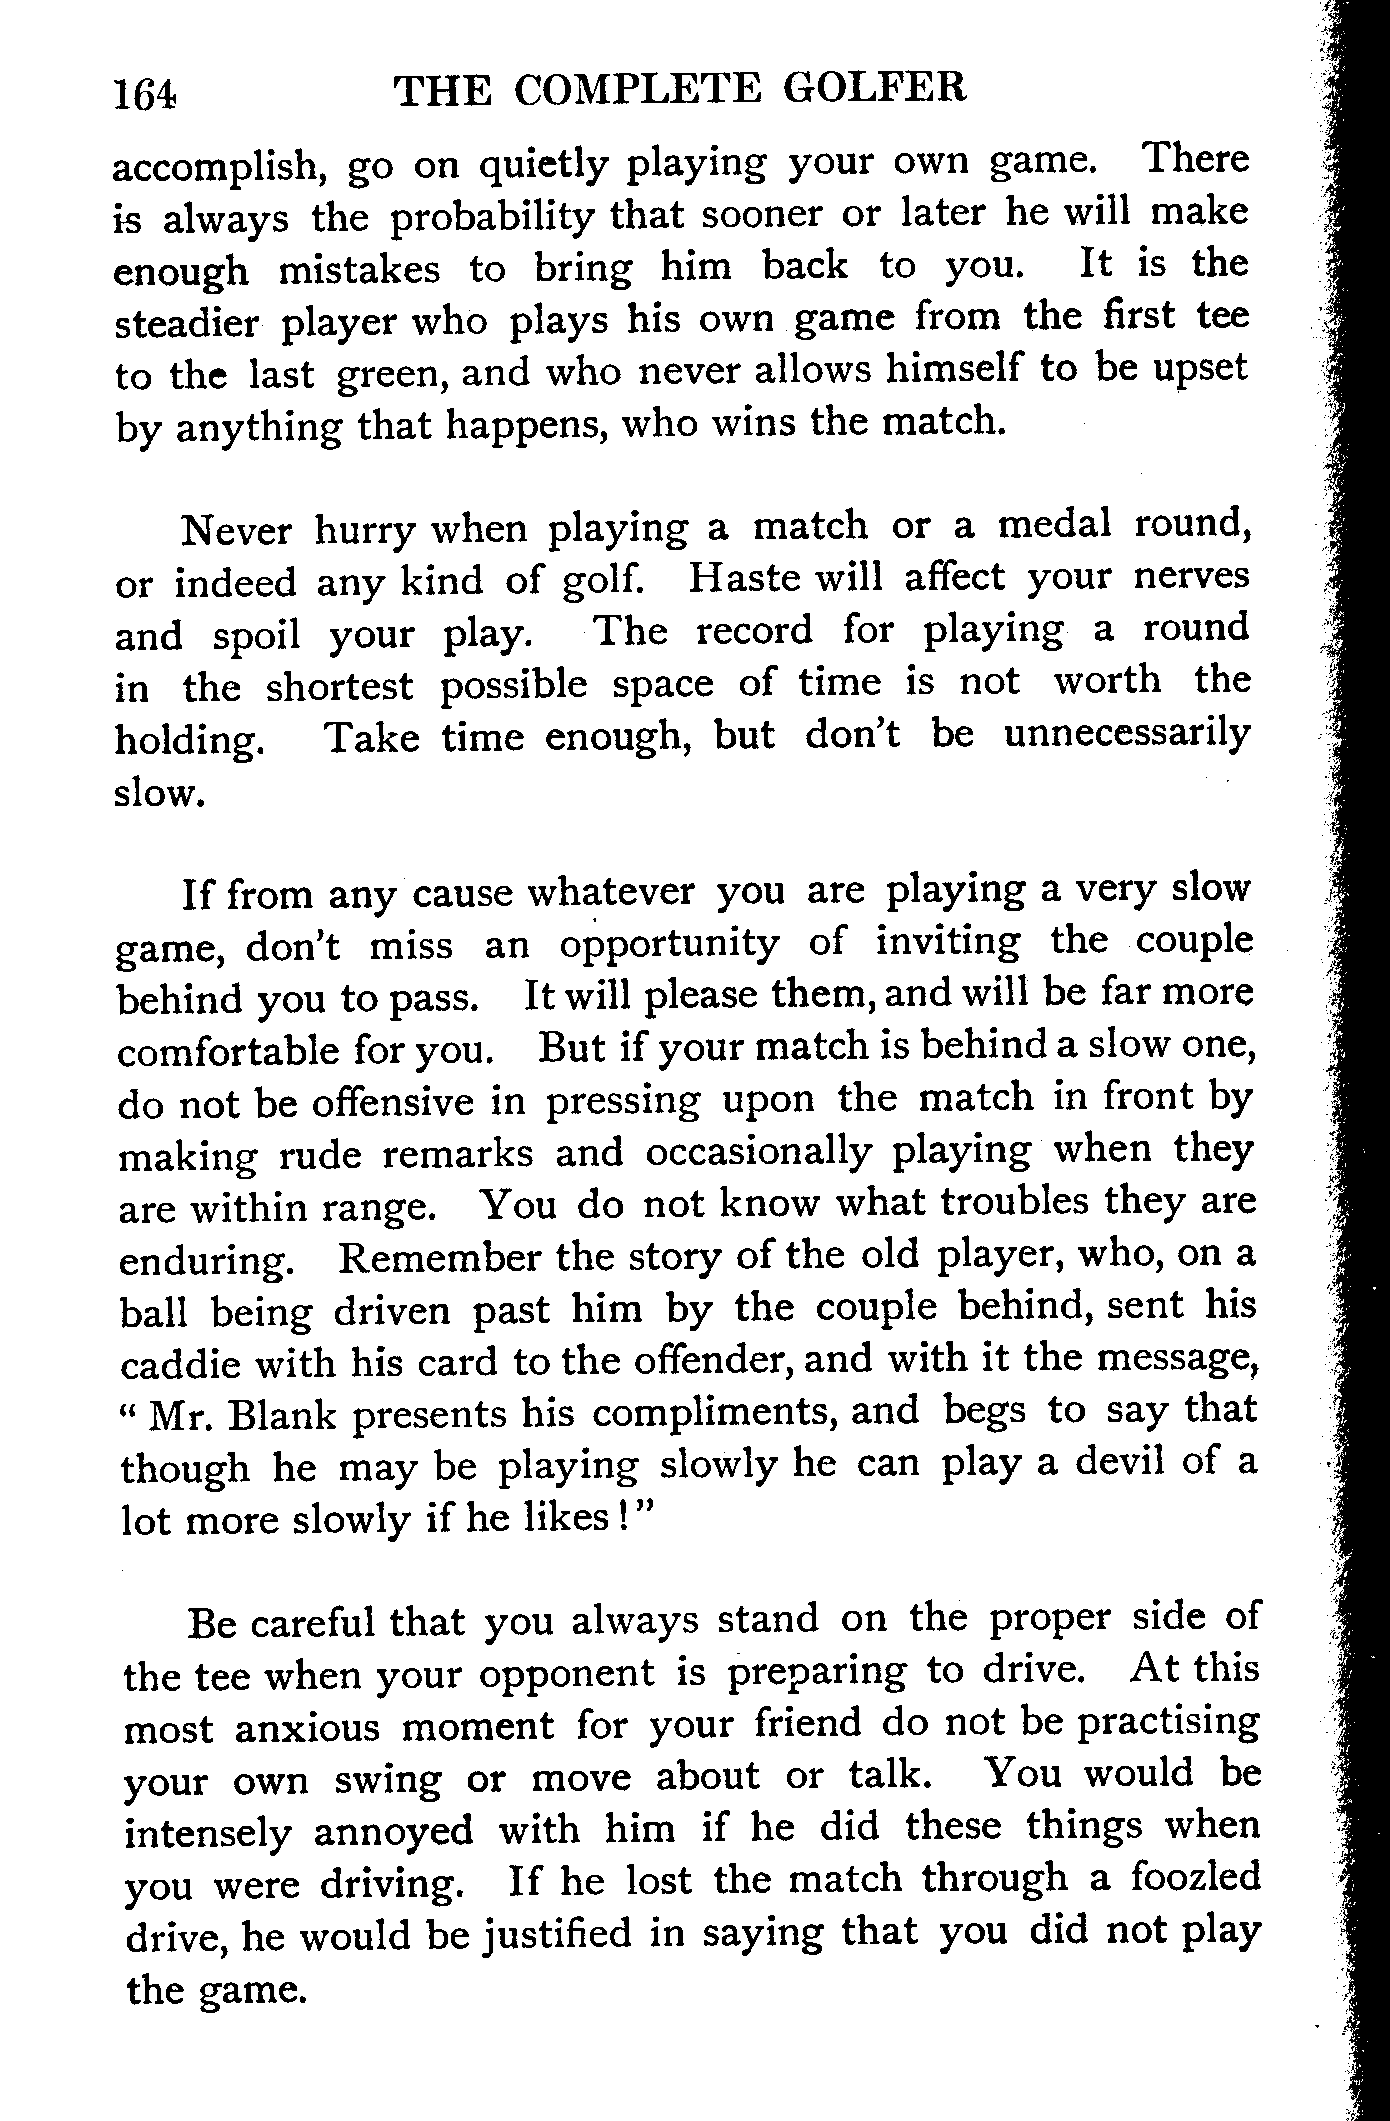 164 THE COMPLETE GOLFER
accomplish, go on quietly playing your own game. There
is always the probability that sooner or later he will make
enough mistakes to bring him back to you. It is the
steadier player who plays his own game from the first tee
to the last green, and who never allows himself to be upset
by anything that happens, who wins the match.
Never hurry when playing a match or a medal round,
or indeed any kind of golf. Haste will affect your nerves
and spoil your play. The record for playing a round
in the shortest possible space of time is not worth the
holding. Take time enough, but don't be unnecessarily
slow.
If from any cause whatever you are playing a very slow
game, don't miss an opportunity of inviting the couple
behind you to pass. It will please them, and will be far more
comfortable for you. But if your match is behind a slow one,
do not be offensive in pressing upon the match in front by
making rude remarks and occasionally playing when they
are within range. You do not know what troubles they are
enduring. Remember the story of the old player, who, on a
ball being driven past him by the couple behind, sent his
caddie with his card to the offender, and with it the message,
“ Mr. Blank presents his compliments, and begs to say that
though he may be playing slowly he can play a devil of a
lot more slowly if he likes ! ”
Be careful that you always stand on the proper side of
the tee when your opponent is preparing to drive. At this
most anxious moment for your friend do not be practising
your own swing or move about or talk. You would be
intensely annoyed with him if he did these things when
you were driving. If he lost the match through a foozled
drive, he would be justified in saying that you did not play
the game.